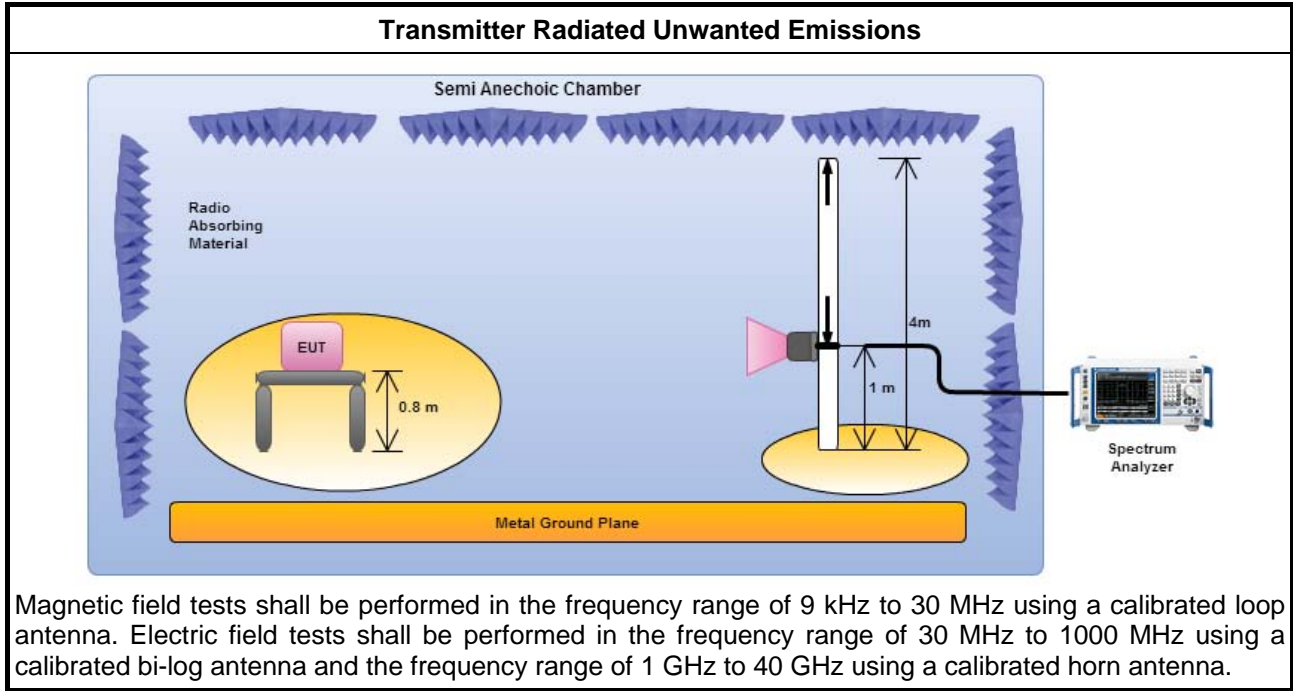 Transmitter Radiated Unwanted Emissions
Semi Anechoic Chamber
Radio
Absorbing
Material
EUT
0.8 m
4m
1 m
Spectrum
Analyzer
Metal Ground Plane
Magnetic field tests shall be performed in the frequency range of 9 kHz to 30 MHz using a calibrated loop
antenna. Electric field tests shall be performed in the frequency range of 30 MHz to 1000 MHz using a
calibrated bi-log antenna and the frequency range of 1 GHz to 40 GHz using a calibrated horn antenna.